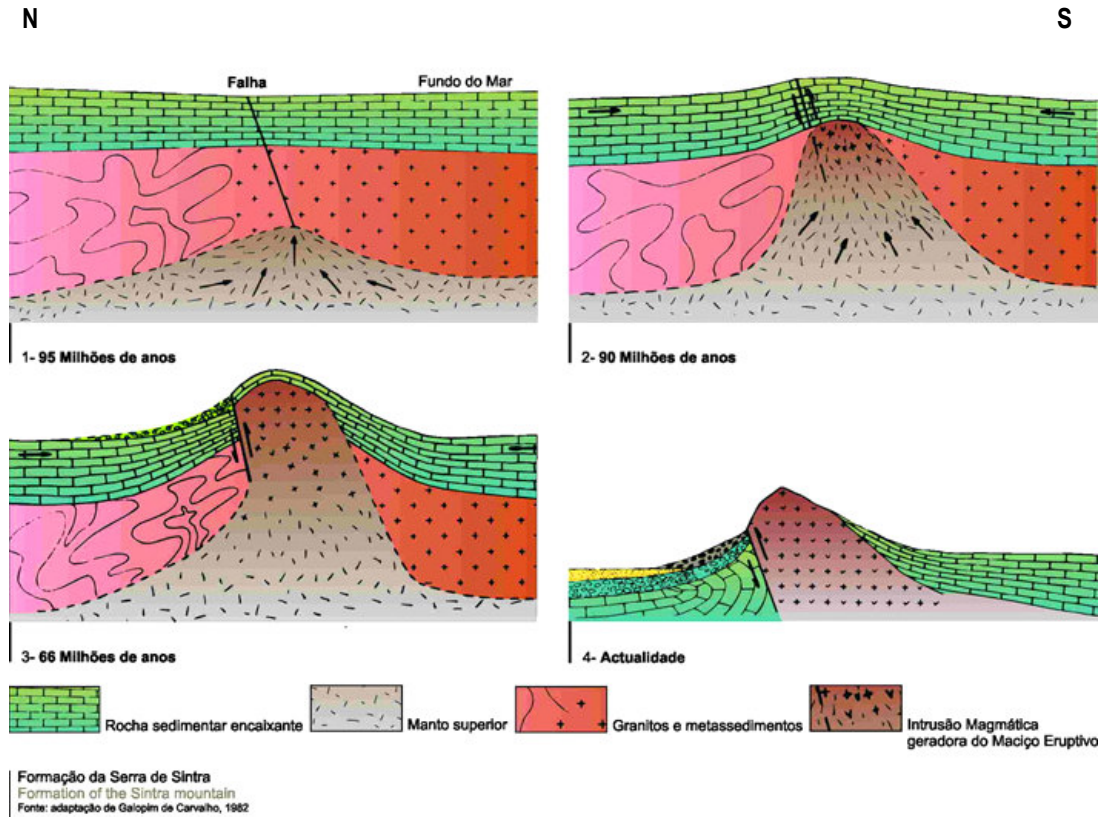 N
S
Falha
Fundo do Mar
1- 95 Milhões de anos
2- 90 Milhões de anos
3- 66 Milhões de anos
4- Actualidade
Rocha sedimentar encaixante
Manto superior
Granitos e metassedimentos
Intrusão Magmática
geradora do Maciço Eruptivo
Formação da Serra de Sintra
Formation of the Sintra mountain
Fonte: adaptação de Galopim de Carvalho, 1982